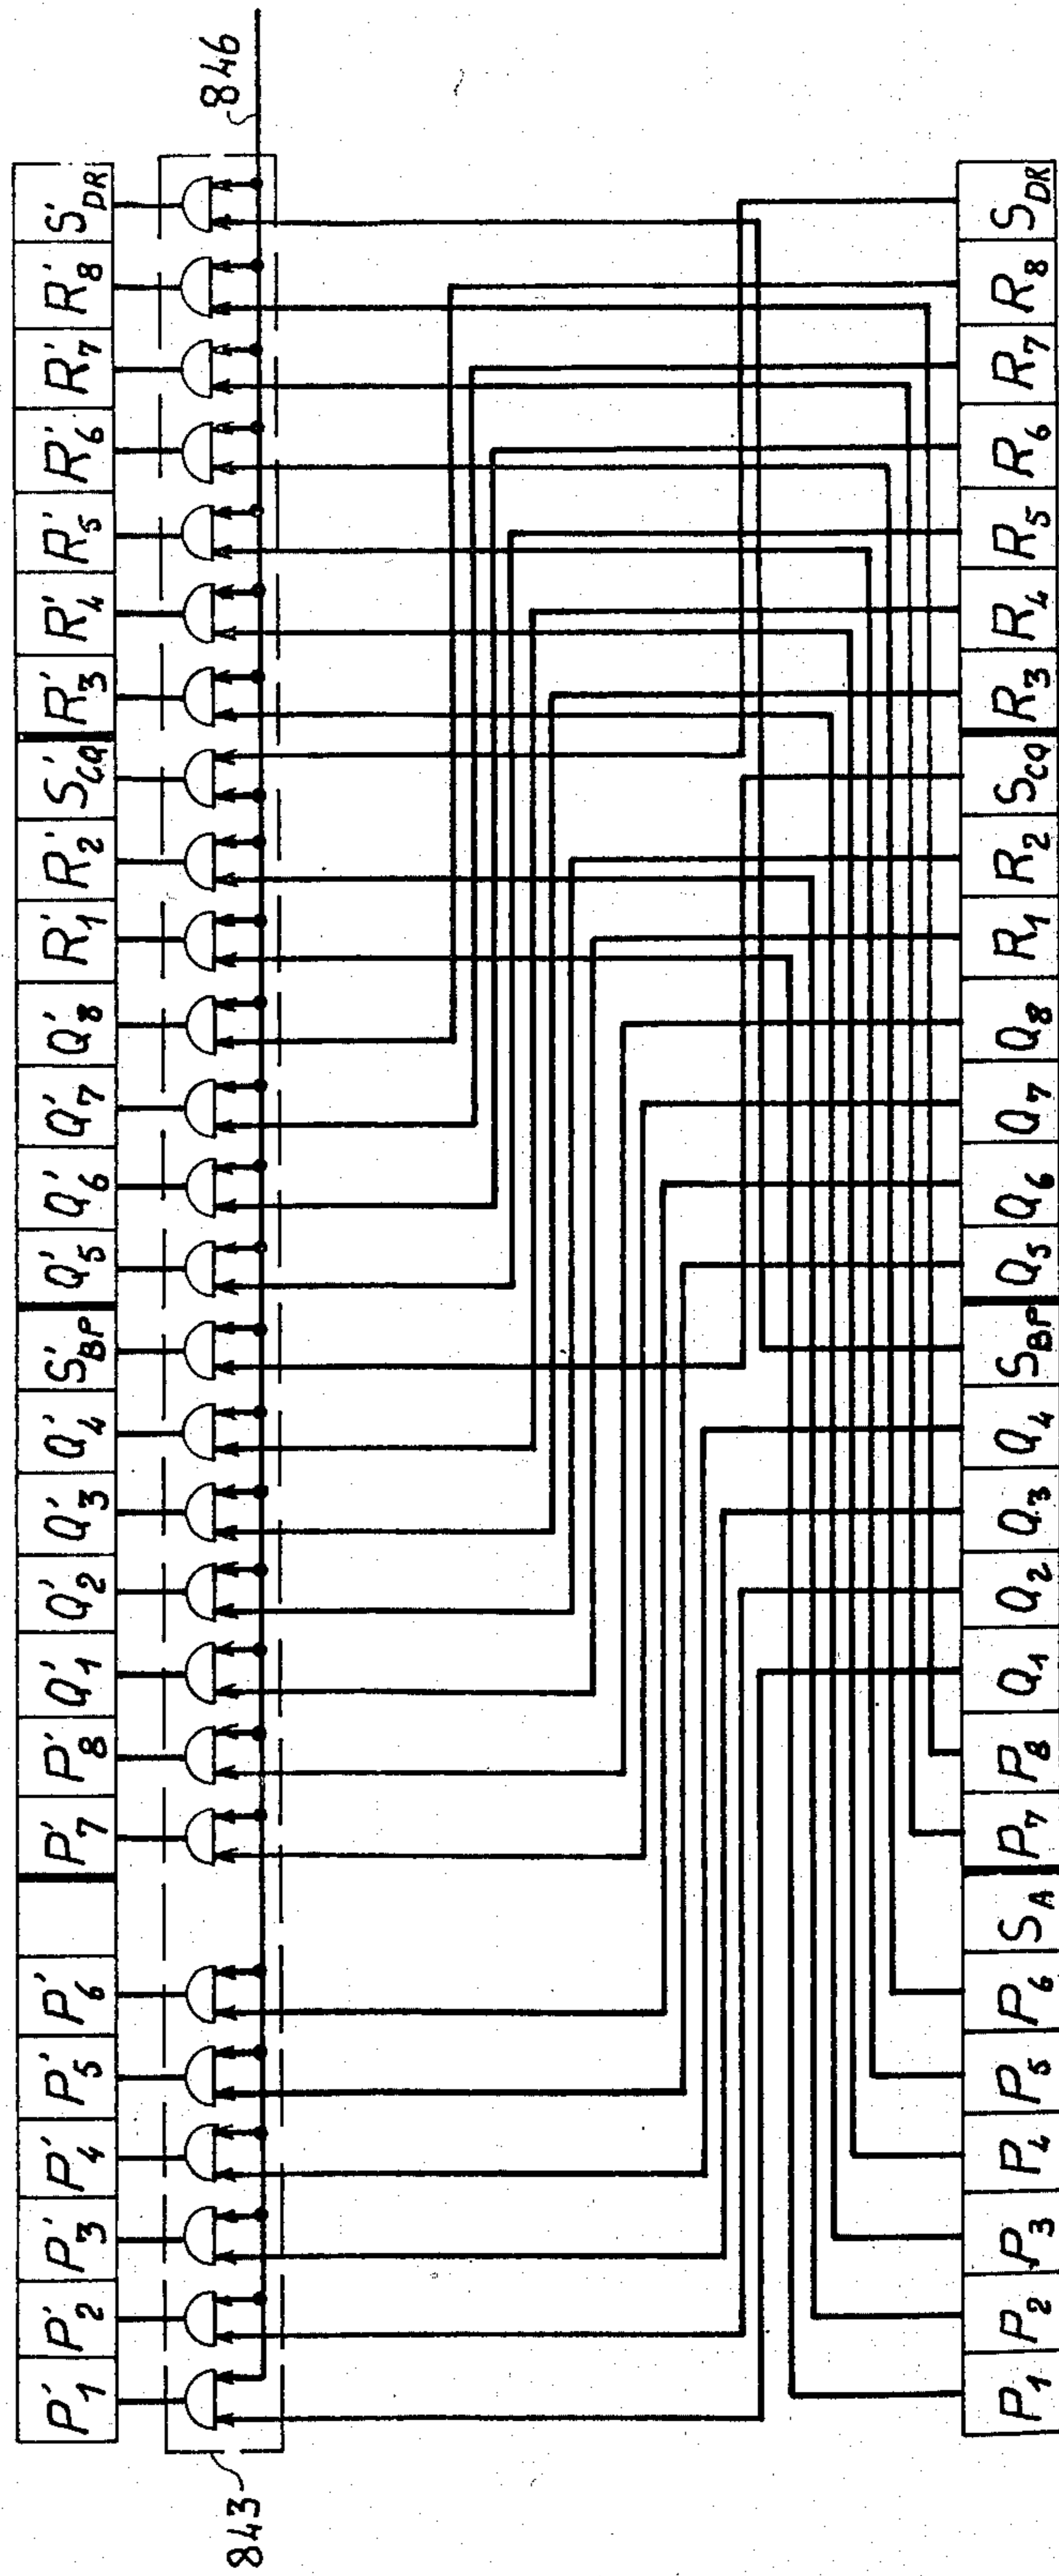 P'1 P'2 P'3 P'4 P'5 P'6 P'7 P'8 Q'1 Q'2 Q'3 Q'4 S'BP Q'5 Q'6 Q'7 Q'8 R'1 R'2 S'CQ R'3 R'4 R'5 R'6 R'7 R'8 S'DR
843
846
P1 P2 P3 P4 P5 P6 SA P7 P8 Q1 Q2 Q3 Q4 SBP Q5 Q6 Q7 Q8 R1 R2 SCQ R3 R4 R5 R6 R7 R8 SDR